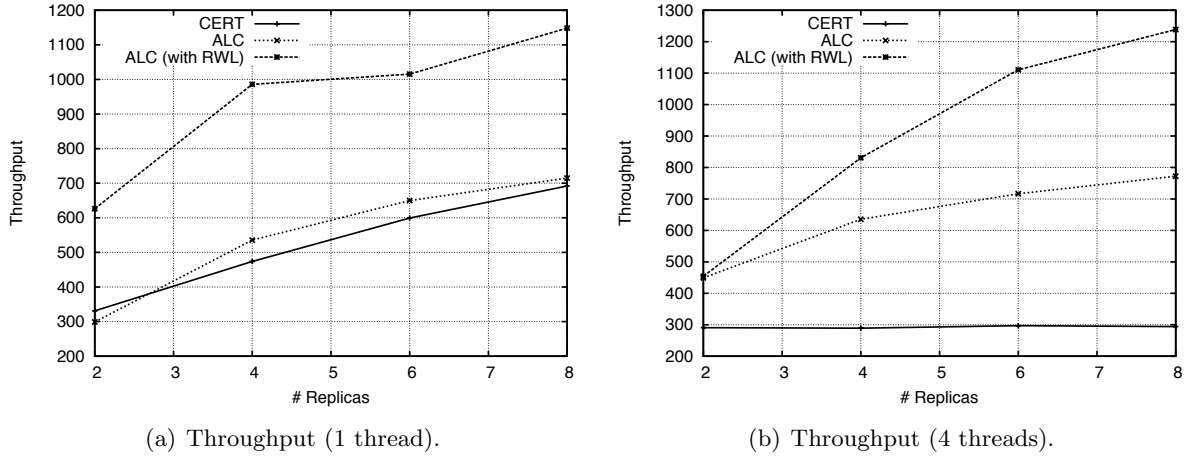 1200
1100
1000
900
800
700
600
500
400
300
200
2 3 4 5 6 7 8
Throughput
# Replicas
CERT
ALC
ALC (with RWL)
(a) Throughput (1 thread).
1300
1200
1100
1000
900
800
700
600
500
400
300
200
2 3 4 5 6 7 8
Throughput
# Replicas
CERT
ALC
ALC (with RWL)
(b) Throughput (4 threads).